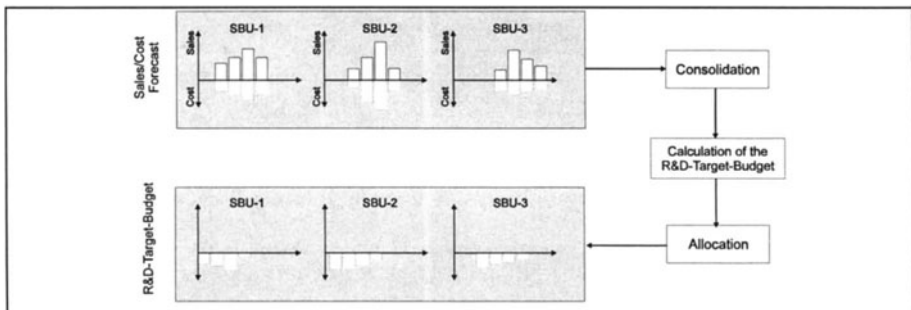 Sales/Cost
Forecast
SBU-1
SBU-2
SBU-3
Sales
Cost
Sales
Cost
Sales
Cost
Consolidation
Calculation of the
R&D-Target-Budget
R&D-Target-Budget
SBU-1
SBU-2
SBU-3
Allocation